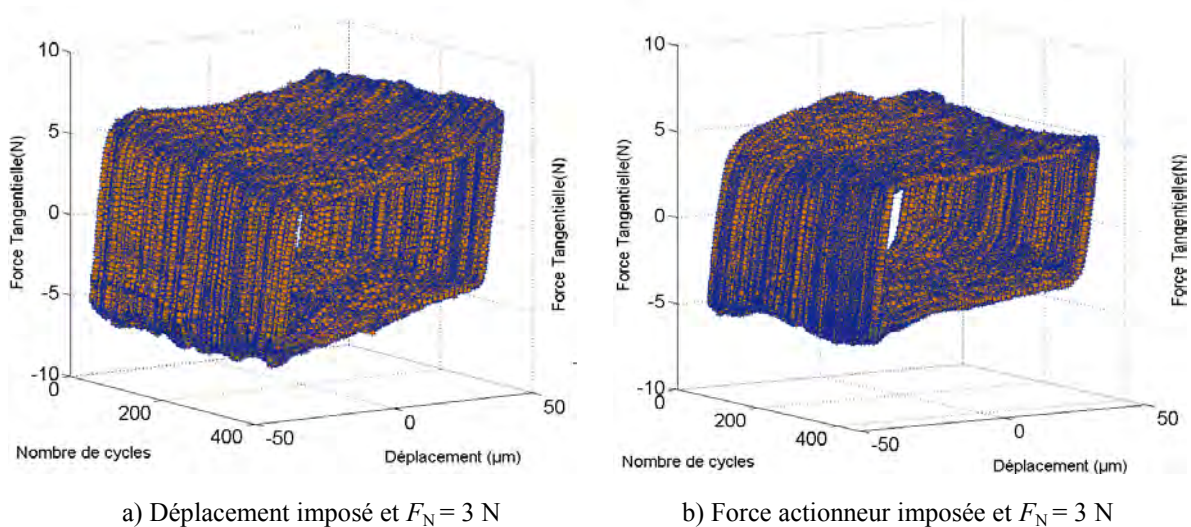 10
5
0
-5
-10
Force Tangentielle(N)
0
200
400
Nombre de cycles
-50
0
50
Déplacement (µm)
Force Tangentielle(N)
a) Déplacement imposé et FN = 3 N
10
5
0
-5
-10
Force Tangentielle(N)
0
200
400
Nombre de cycles
-50
0
50
Déplacement (µm)
Force Tangentielle(N)
b) Force actionneur imposée et FN = 3 N